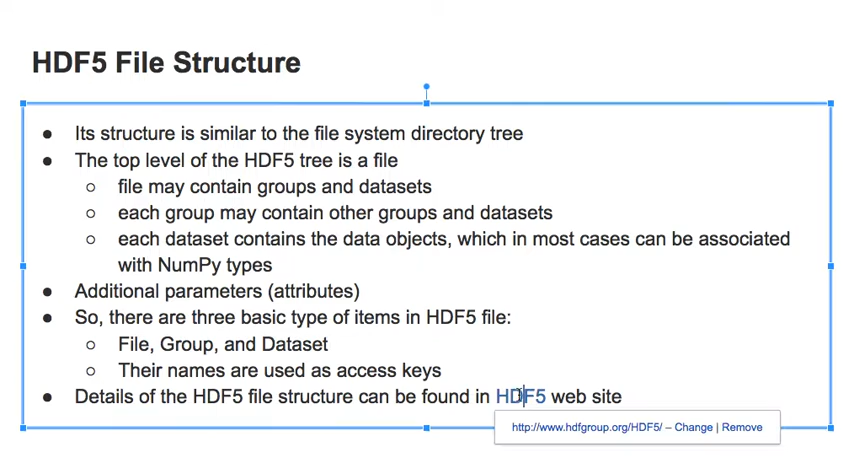 HDF5 File Structure
● Its structure is similar to the file system directory tree
● The top level of the HDF5 tree is a file
○ file may contain groups and datasets
○ each group may contain other groups and datasets
○ each dataset contains the data objects, which in most cases can be associated
with NumPy types
● Additional parameters (attributes)
● So, there are three basic type of items in HDF5 file:
○ File, Group, and Dataset
○ Their names are used as access keys
● Details of the HDF5 file structure can be found in HDF5 web site
http://www.hdfgroup.org/HDF5/ – Change | Remove